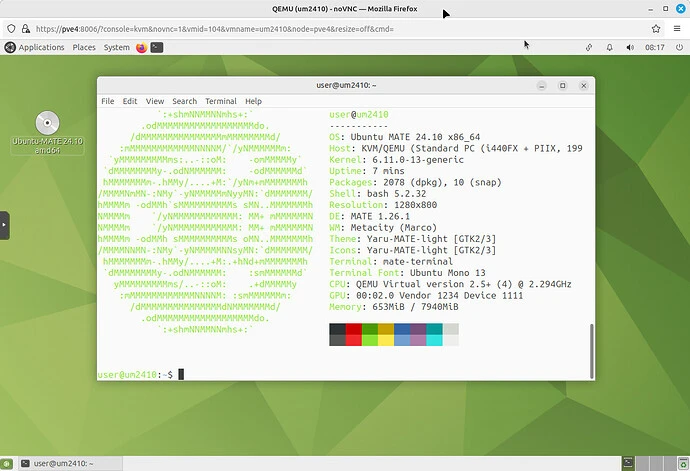 QEMU (um2410) - noVNC — Mozilla Firefox
https://pve4:8006/?console=kvm&novnc=1&vmid=104&vmname=um2410&node=pve4&resize=off&cmd=
Applications Places System 08:17
Ubuntu-MATE 24.10 amd64
user@um2410: ~
File Edit View Search Terminal Help
user@um2410
-----------
OS: Ubuntu MATE 24.10 x86_64
Host: KVM/QEMU (Standard PC (i440FX + PIIX, 199
Kernel: 6.11.0-13-generic
Uptime: 7 mins
Packages: 2078 (dpkg), 10 (snap)
Shell: bash 5.2.32
Resolution: 1280x800
DE: MATE 1.26.1
WM: Metacity (Marco)
Theme: Yaru-MATE-light [GTK2/3]
Icons: Yaru-MATE-light [GTK2/3]
Terminal: mate-terminal
Terminal Font: Ubuntu Mono 13
CPU: QEMU Virtual version 2.5+ (4) @ 2.294GHz
GPU: 00:02.0 Vendor 1234 Device 1111
Memory: 653MiB / 7940MiB
user@um2410:~$
user@um2410: ~